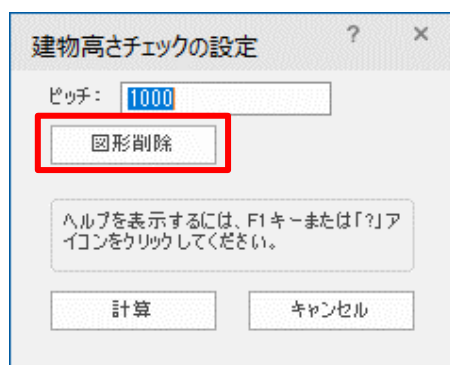 建物高さチェックの設定 ? ×
ピッチ: 1000
図形削除
ヘルプを表示するには、F1キーまたは「?」ア
イコンをクリックしてください。
計算 キャンセル